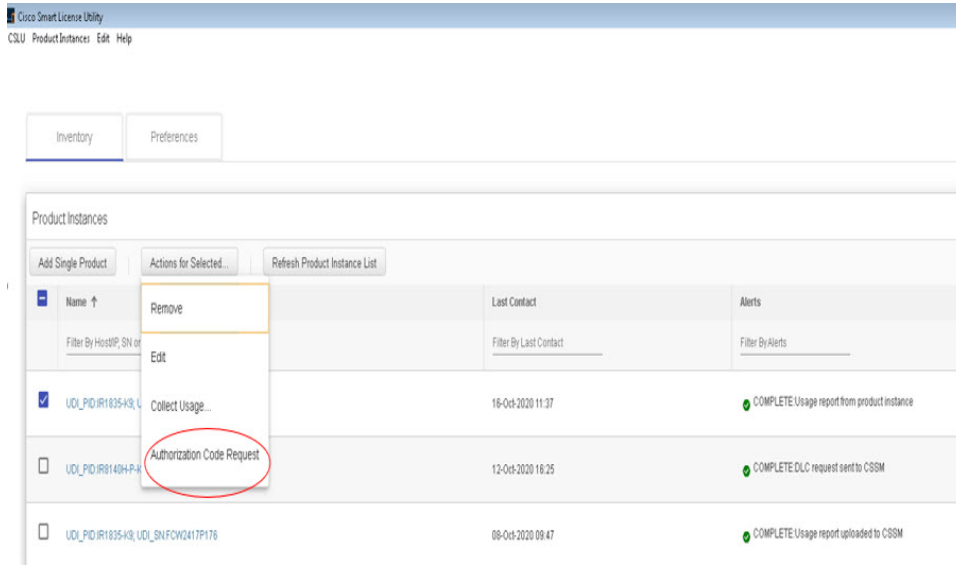 Cisco Smart License Utility
CSLU Product Instances Edit Help
Inventory Preferences
Product Instances
Add Single Product Actions for Selected... Refresh Product Instance List
Name ↑ Last Contact Alerts
Filter By Host/IP, SN or Filter By Last Contact Filter By Alerts
Remove
Edit
Collect Usage...
Authorization Code Request
UDI_PID:IR1835-K9; U 16-Oct-2020 11:37 COMPLETE:Usage report from product instance
UDI_PID:IR8140H-P-K 12-Oct-2020 16:25 COMPLETE:DLC request sent to CSSM
UDI_PID:IR1835-K9; UDI_SN:FCW2417P176 08-Oct-2020 09:47 COMPLETE:Usage report uploaded to CSSM